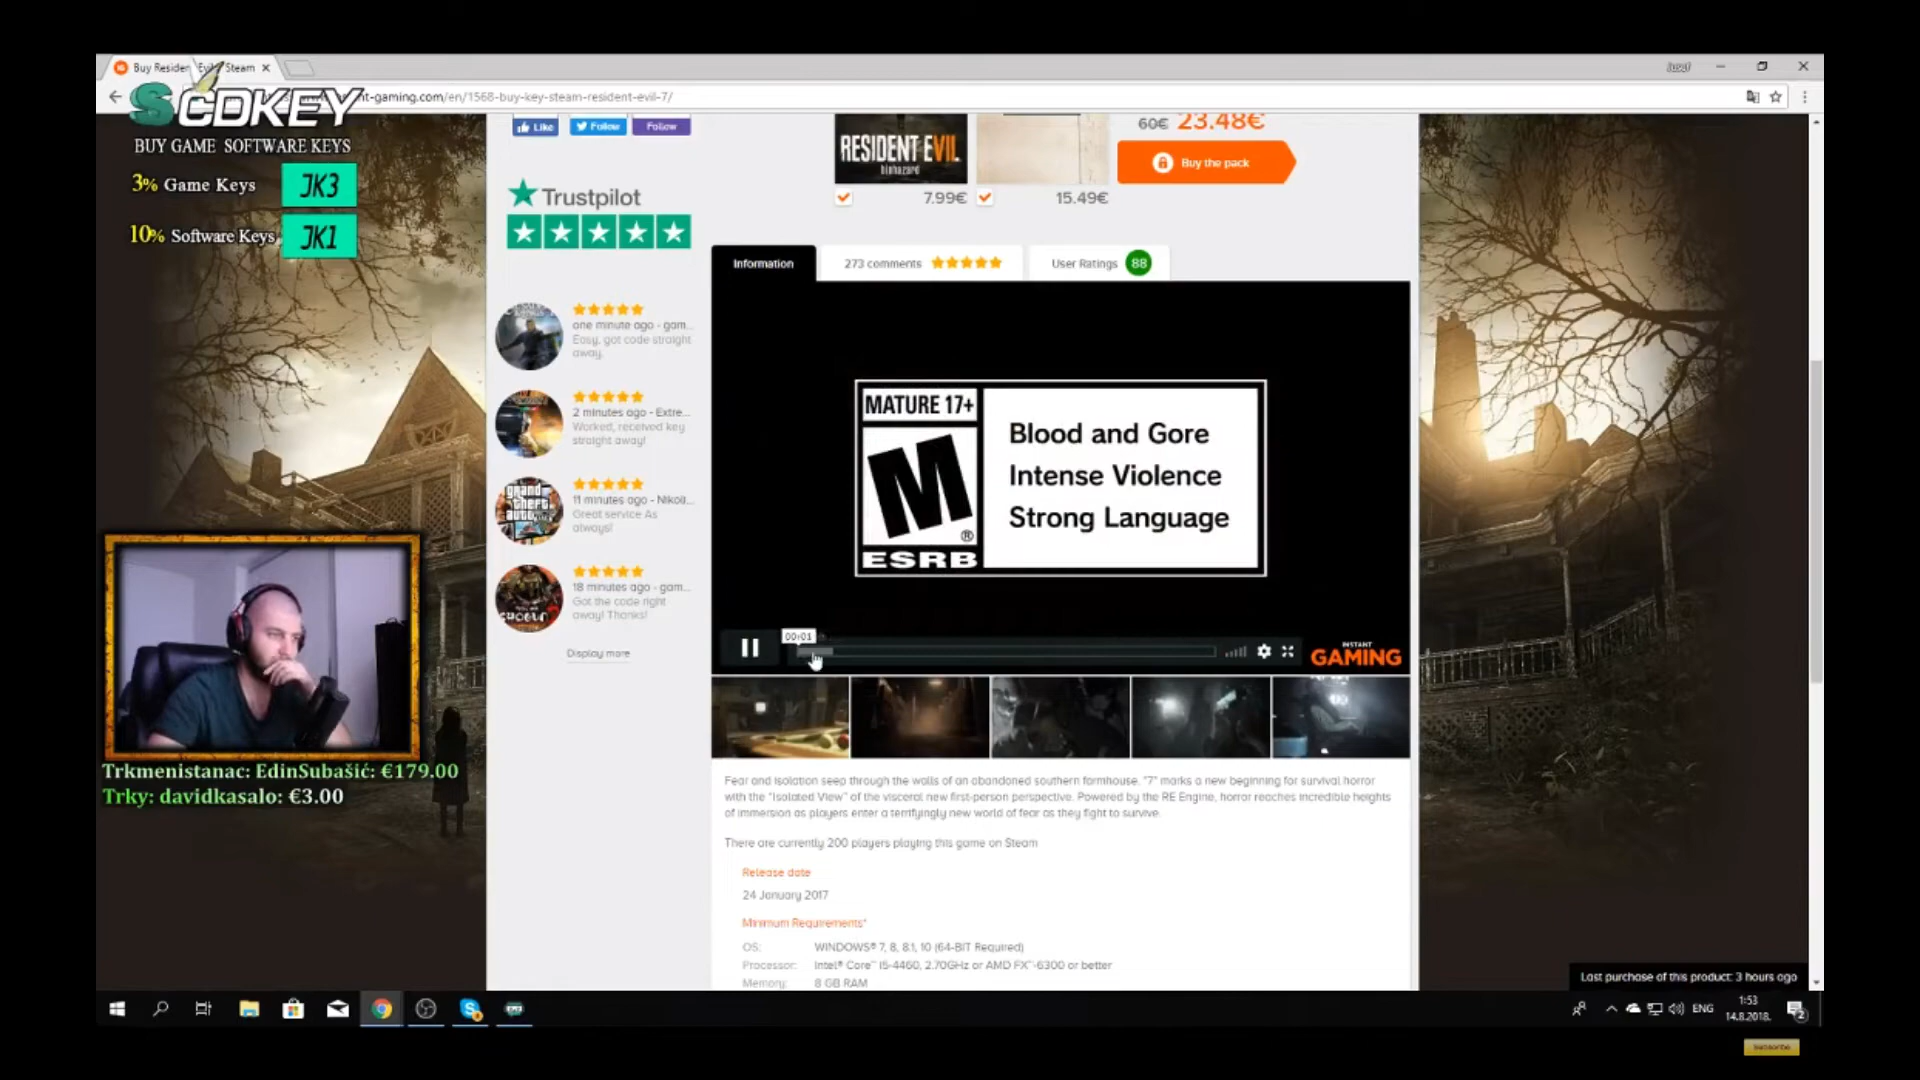 Buy Resident Evil 7 Steam
SCDKEY
BUY GAME SOFTWARE KEYS
3% Game Keys JK3
10% Software Keys JK1
t-gaming.com/en/1568-buy-key-steam-resident-evil-7/
Like Follow Follow
RESIDENT EVIL
biohazard
60€ 23.48€
Buy the pack
7.99€ 15.49€
Trustpilot
Information 273 comments User Ratings 88
one minute ago - gam...
Easy, got code straight
away.
2 minutes ago - Extre...
Worked, received key
straight away!
11 minutes ago - Nikoli...
Great service As
always!
18 minutes ago - gam...
Got the code right
away! Thanks!
Display more
grand
theft
auto
SHOGUN
MATURE 17+
M
®
ESRB
Blood and Gore
Intense Violence
Strong Language
00:01
INSTANT
GAMING
Trkmenistanac: EdinSubašić: €179.00
Trky: davidkasalo: €3.00
Fear and isolation seep through the walls of an abandoned southern farmhouse. "7" marks a new beginning for survival horror
with the "Isolated View" of the visceral new first-person perspective. Powered by the RE Engine, horror reaches incredible heights
of immersion as players enter a terrifyingly new world of fear as they fight to survive.
There are currently 200 players playing this game on Steam
Release date
24 January 2017
Minimum Requirements*
OS: WINDOWS® 7, 8, 8.1, 10 (64-BIT Required)
Processor: Intel® Core™ i5-4460, 2.70GHz or AMD FX™-6300 or better
Memory: 8 GB RAM
Last purchase of this product: 3 hours ago
ENG
1:53
14.8.2018.
2
Subscribe